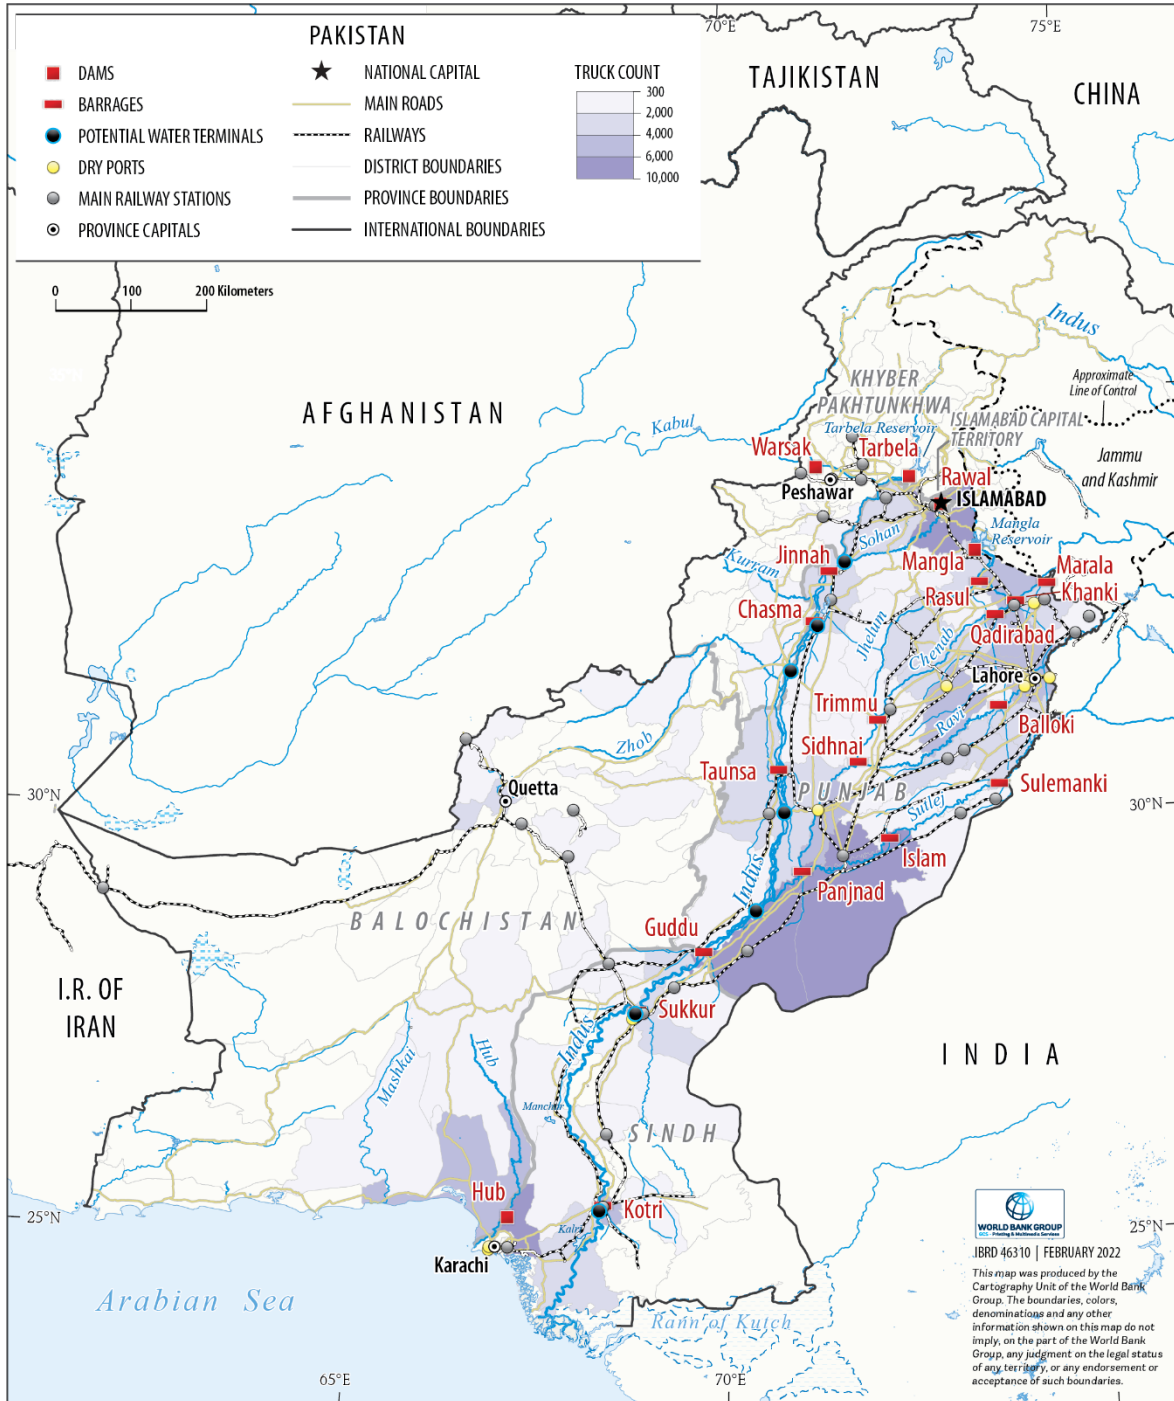 PAKISTAN
DAMS
BARRAGES
POTENTIAL WATER TERMINALS
DRY PORTS
MAIN RAILWAY STATIONS
PROVINCE CAPITALS
NATIONAL CAPITAL
MAIN ROADS
RAILWAYS
DISTRICT BOUNDARIES
PROVINCE BOUNDARIES
INTERNATIONAL BOUNDARIES
TRUCK COUNT
300
2,000
4,000
6,000
10,000
0 100 200 Kilometers
70°E
75°E
TAJIKISTAN
CHINA
Indus
Approximate
Line of Control
KHYBER
PAKHTUNKHWA
ISLAMABAD CAPITAL
TERRITORY
AFGHANISTAN
Kabul
Tarbela Reservoir
Warsak
Tarbela
Jammu
and Kashmir
Rawal
Peshawar
ISLAMABAD
Sohan
Mangla
Reservoir
Jinnah
Kurram
Mangla
Marala
Rasul
Khanki
Chasma
Jhelum
Chenab
Qadirabad
Lahore
Trimmu
Ravi
Balloki
Zhob
Sidhnai
Taunsa
Sulemanki
Quetta
PUNJAB
30°N
30°N
Sutlej
Islam
Indus
Panjnad
BALOCHISTAN
Guddu
I.R. OF
IRAN
Sukkur
Indus
INDIA
Hub
Mashkai
Manchar
SINDH
Hub
Kotri
25°N
25°N
Karachi
Arabian Sea
Rann of Kutch
65°E
70°E
WORLD BANK GROUP
GCS - Printing & Multimedia Services
IBRD 46310 | FEBRUARY 2022
This map was produced by the
Cartography Unit of the World Bank
Group. The boundaries, colors,
denominations and any other
information shown on this map do not
imply, on the part of the World Bank
Group, any judgment on the legal status
of any territory, or any endorsement or
acceptance of such boundaries.